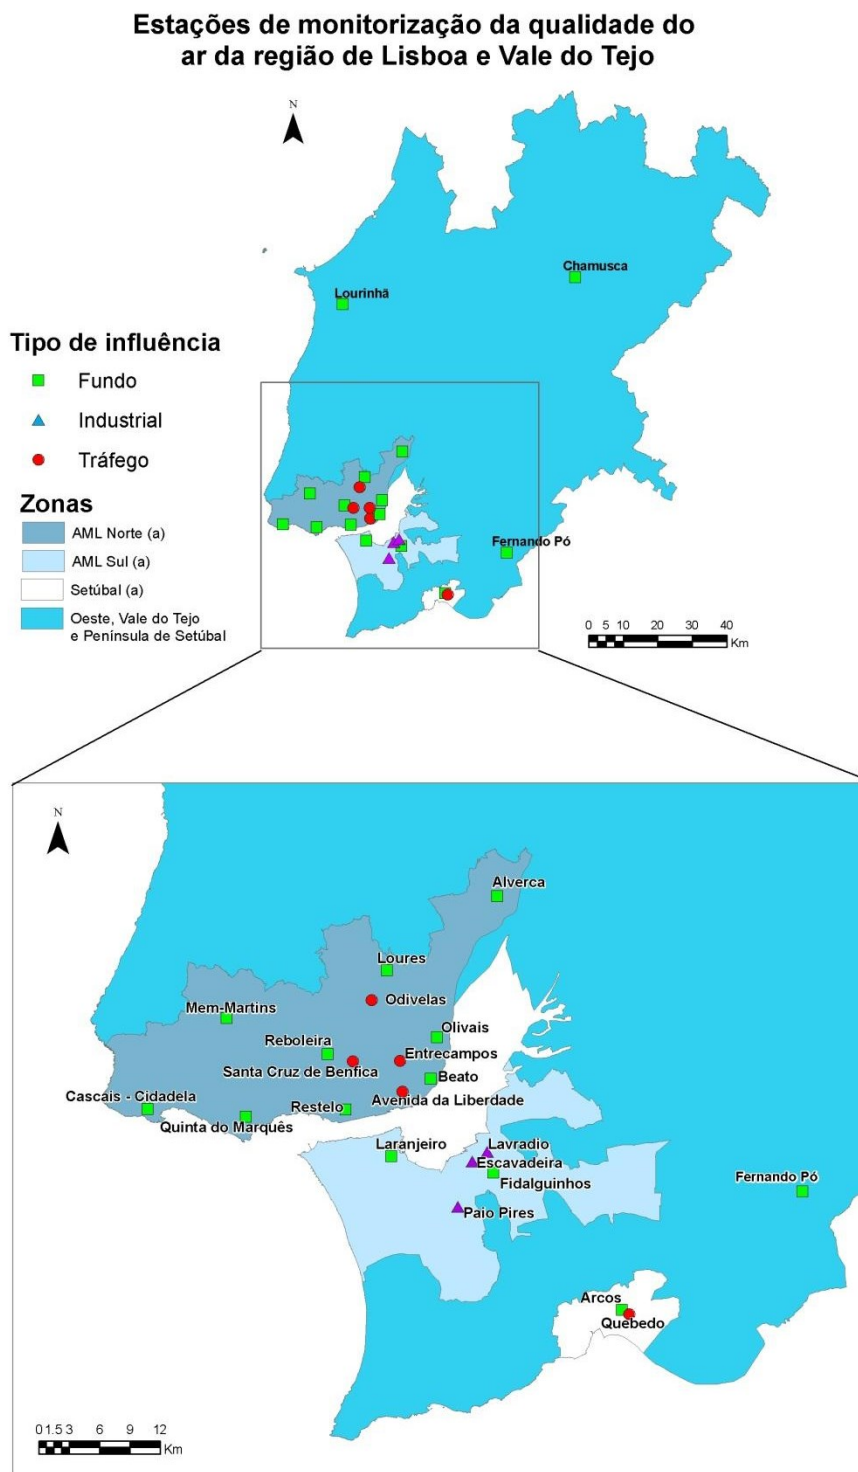 Estações de monitorização da qualidade do
ar da região de Lisboa e Vale do Tejo
N
Chamusca
Lourinhã
Tipo de influência
Fundo
Industrial
Tráfego
Zonas
AML Norte (a)
AML Sul (a)
Setúbal (a)
Oeste, Vale do Tejo
e Península de Setúbal
Fernando Pó
0 5 10 20 30 40
Km
N
Alverca
Loures
Odivelas
Mem-Martins
Olivais
Reboleira
Entrecampos
Santa Cruz de Benfica
Beato
Cascais - Cidadela
Restelo
Avenida da Liberdade
Quinta do Marquês
Laranjeiro
Lavradio
Escavadeira
Fidalguinhos
Fernando Pó
Paio Pires
Arcos
Quebedo
0 1.5 3 6 9 12
Km